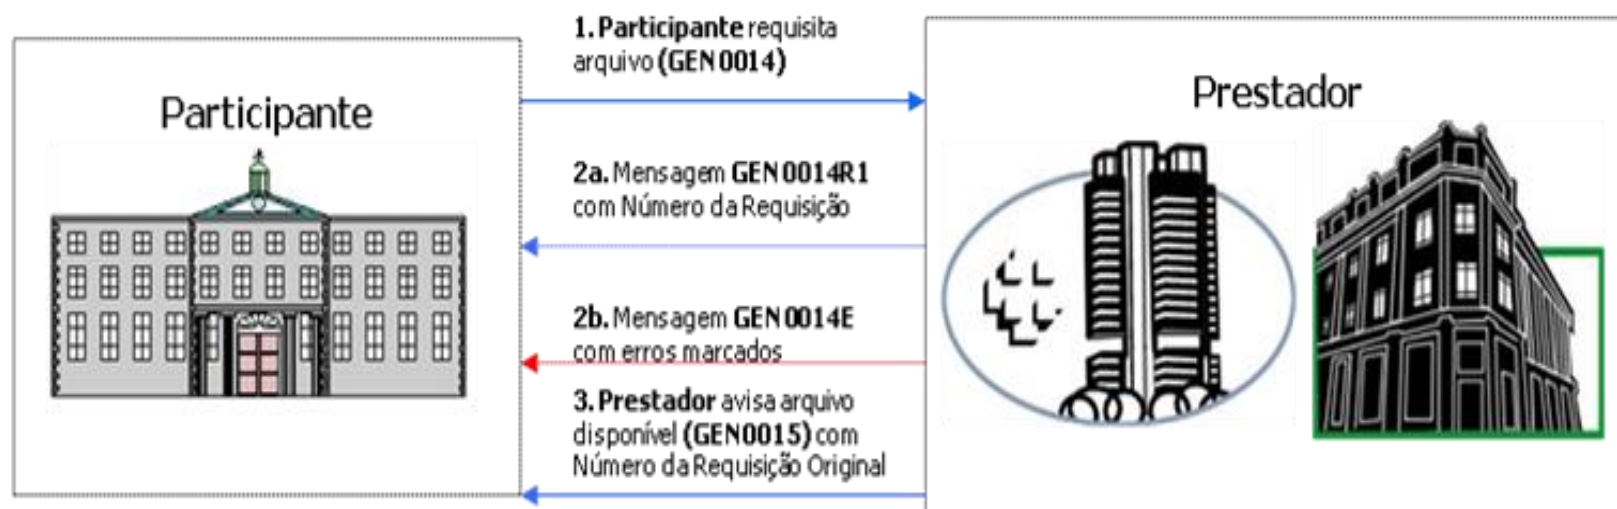 Participante
1. Participante requisita
arquivo (GEN0014)
2a. Mensagem GEN0014R1
com Número da Requisição
2b. Mensagem GEN0014E
com erros marcados
3. Prestador avisa arquivo
disponível (GEN0015) com
Número da Requisição Original
Prestador